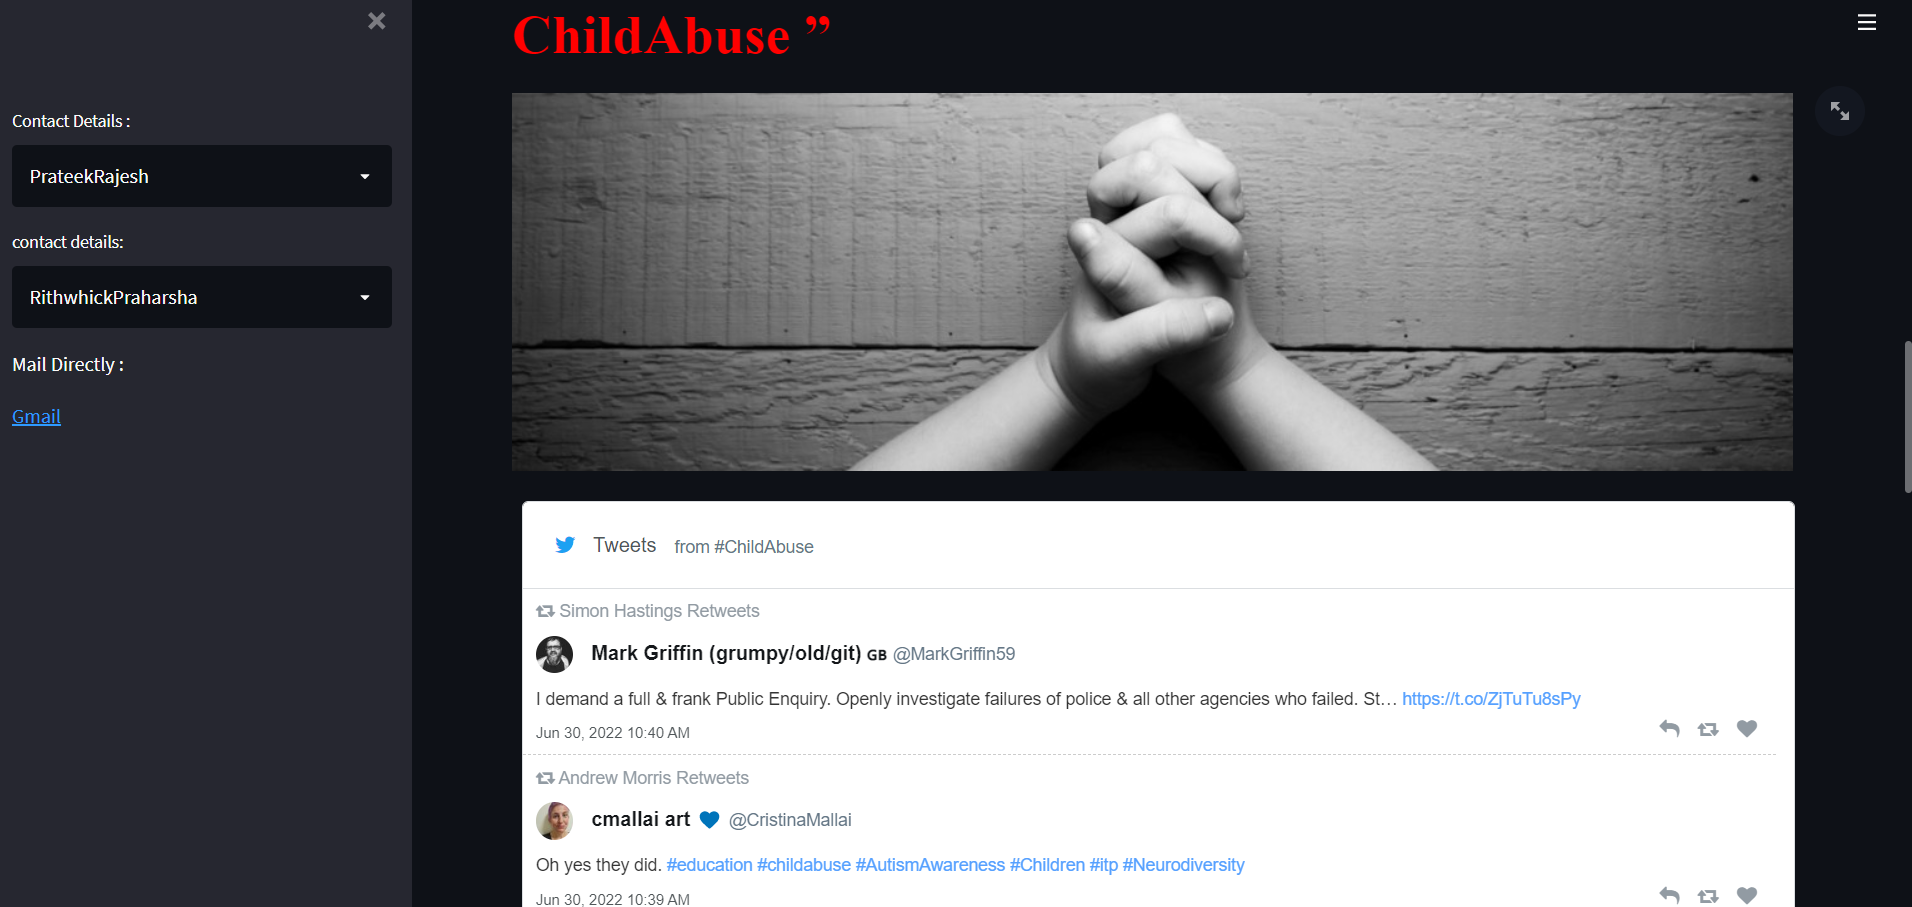 ChildAbuse ”
Contact Details :
PrateekRajesh
contact details:
RithwhickPraharsha
Mail Directly :
Gmail
Tweets from #ChildAbuse
Simon Hastings Retweets
Mark Griffin (grumpy/old/git) GB @MarkGriffin59
I demand a full & frank Public Enquiry. Openly investigate failures of police & all other agencies who failed. St… https://t.co/ZjTuTu8sPy
Jun 30, 2022 10:40 AM
Andrew Morris Retweets
cmallai art 💙 @CristinaMallai
Oh yes they did. #education #childabuse #AutismAwareness #Children #itp #Neurodiversity
Jun 30, 2022 10:39 AM